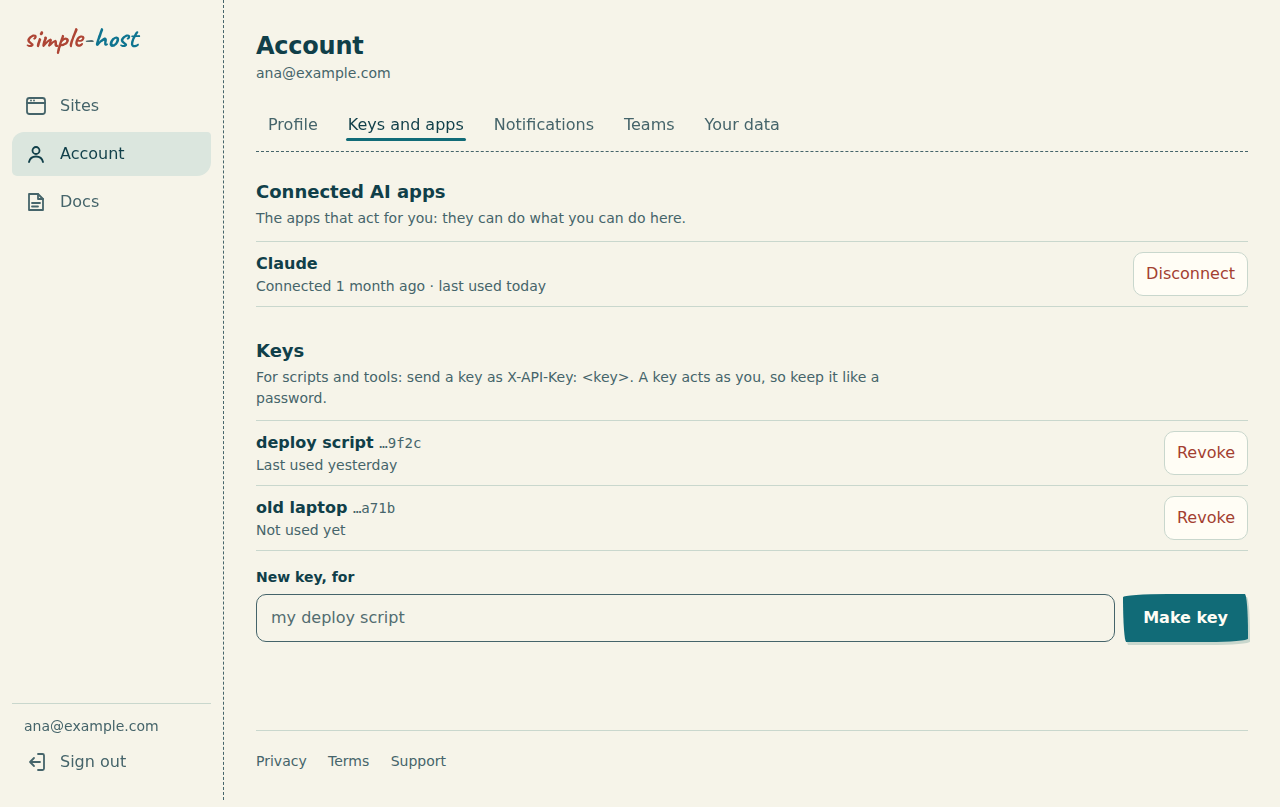 simple-host
Sites
Account
Docs
ana@example.com
Sign out
Account
ana@example.com
Profile Keys and apps Notifications Teams Your data
Connected AI apps
The apps that act for you: they can do what you can do here.
Claude
Connected 1 month ago · last used today
Disconnect
Keys
For scripts and tools: send a key as X-API-Key: <key>. A key acts as you, so keep it like a
password.
deploy script …9f2c
Last used yesterday
Revoke
old laptop …a71b
Not used yet
Revoke
New key, for
my deploy script
Make key
Privacy Terms Support